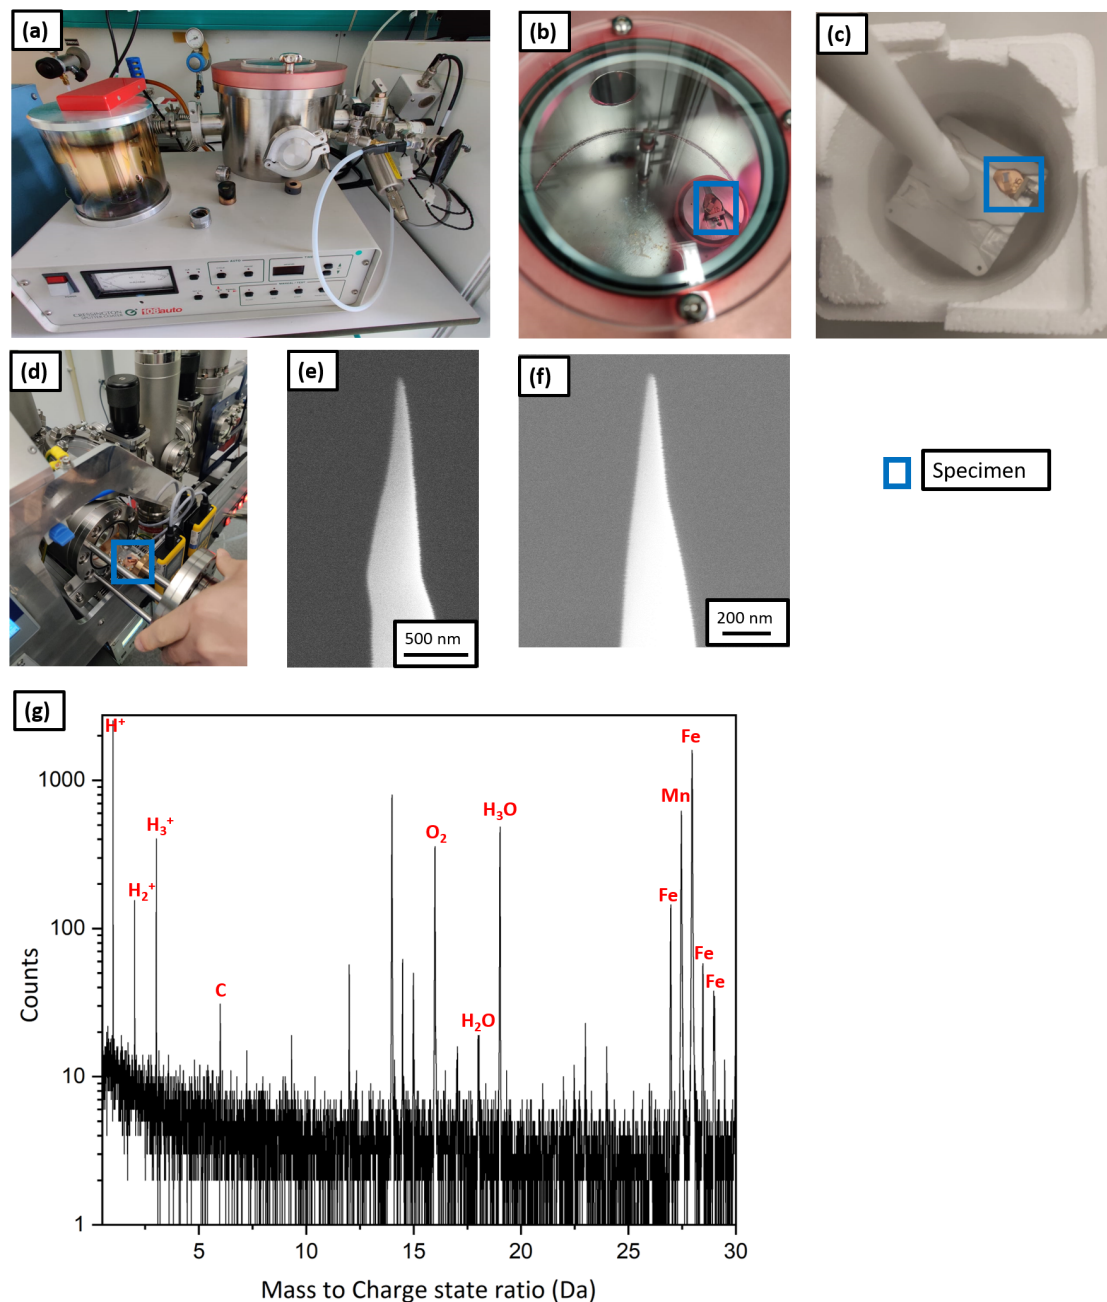 (a)
(b)
(c)
108auto
(d)
(e)
(f)
Specimen
500 nm
200 nm
(g)
H⁺
H₂⁺
H₃⁺
C
O₂
H₂O
H₃O
Fe
Mn
Fe
Fe
Fe
1000
100
10
1
Counts
5
10
15
20
25
30
Mass to Charge state ratio (Da)